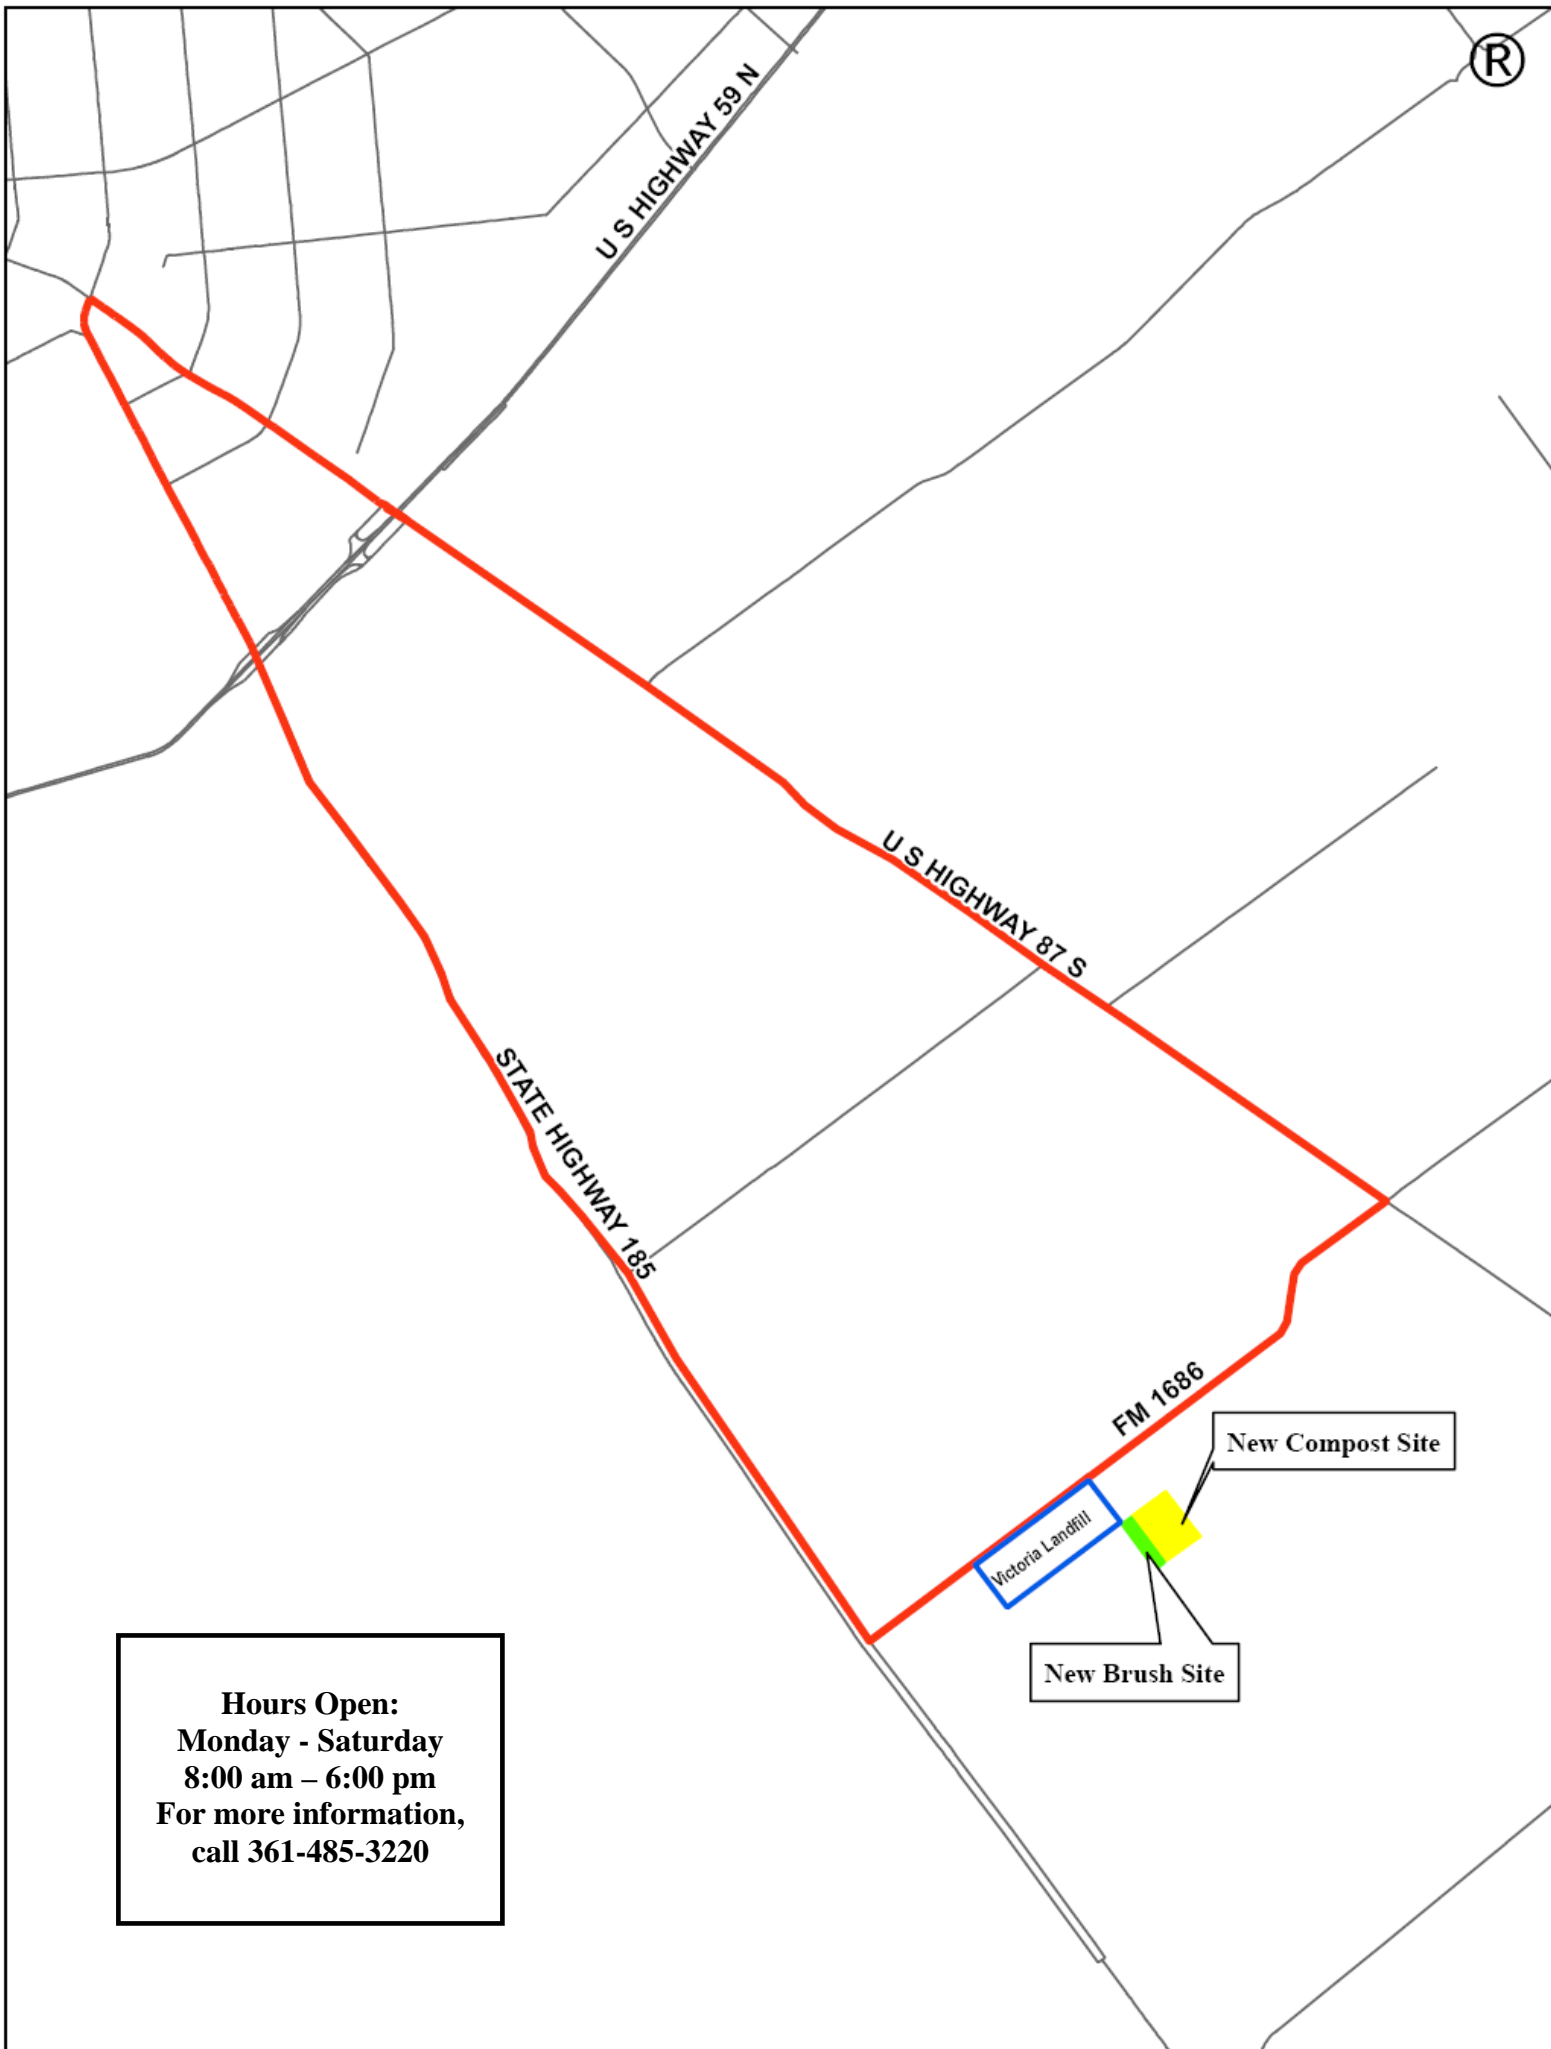 ®
U S HIGHWAY 59 N
U S HIGHWAY 87 S
STATE HIGHWAY 185
FM 1686
New Compost Site
Victoria Landfill
New Brush Site
Hours Open:
Monday - Saturday
8:00 am – 6:00 pm
For more information,
call 361-485-3220